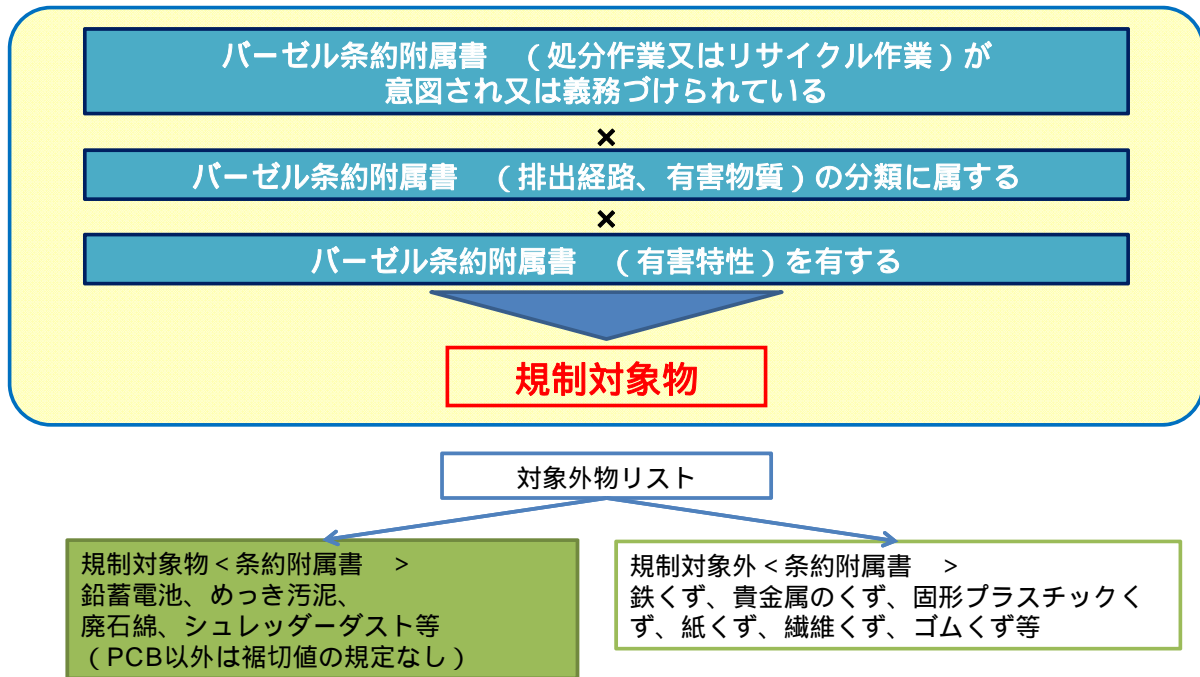 バーゼル条約附属書　（処分作業又はリサイクル作業）が
意図され又は義務づけられている
×
バーゼル条約附属書　（排出経路、有害物質）の分類に属する
×
バーゼル条約附属書　（有害特性）を有する
規制対象物
対象外物リスト
規制対象物＜条約附属書　＞
鉛蓄電池、めっき汚泥、
廃石綿、シュレッダーダスト等
（PCB以外は裾切値の規定なし）
規制対象外＜条約附属書　＞
鉄くず、貴金属のくず、固形プラスチックく
ず、紙くず、繊維くず、ゴムくず等